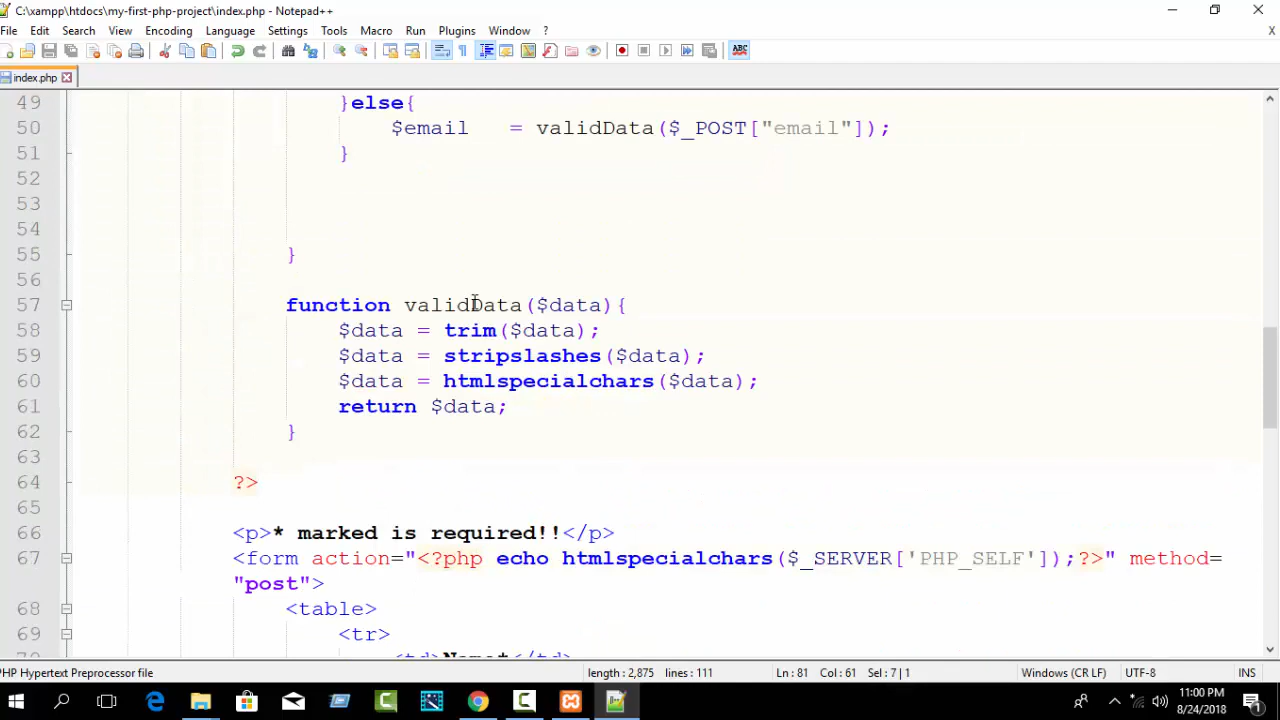 C:\xampp\htdocs\my-first-php-project\index.php - Notepad++
File Edit Search View Encoding Language Settings Tools Macro Run Plugins Window ? X
ABC
index.php
49 }else{
50 $email = validData($_POST["email"]);
51 }
52
53
54
55 }
56
57 function validData($data){
58 $data = trim($data);
59 $data = stripslashes($data);
60 $data = htmlspecialchars($data);
61 return $data;
62 }
63
64 ?>
65
66 <p>* marked is required!!</p>
67 <form action="<?php echo htmlspecialchars($_SERVER['PHP_SELF']);?>" method=
"post">
68 <table>
69 <tr>
70 <td>Name*</td>
PHP Hypertext Preprocessor file length : 2,875 lines : 111 Ln : 81 Col : 61 Sel : 7 | 1 Windows (CR LF) UTF-8 INS
11:00 PM
8/24/2018
1